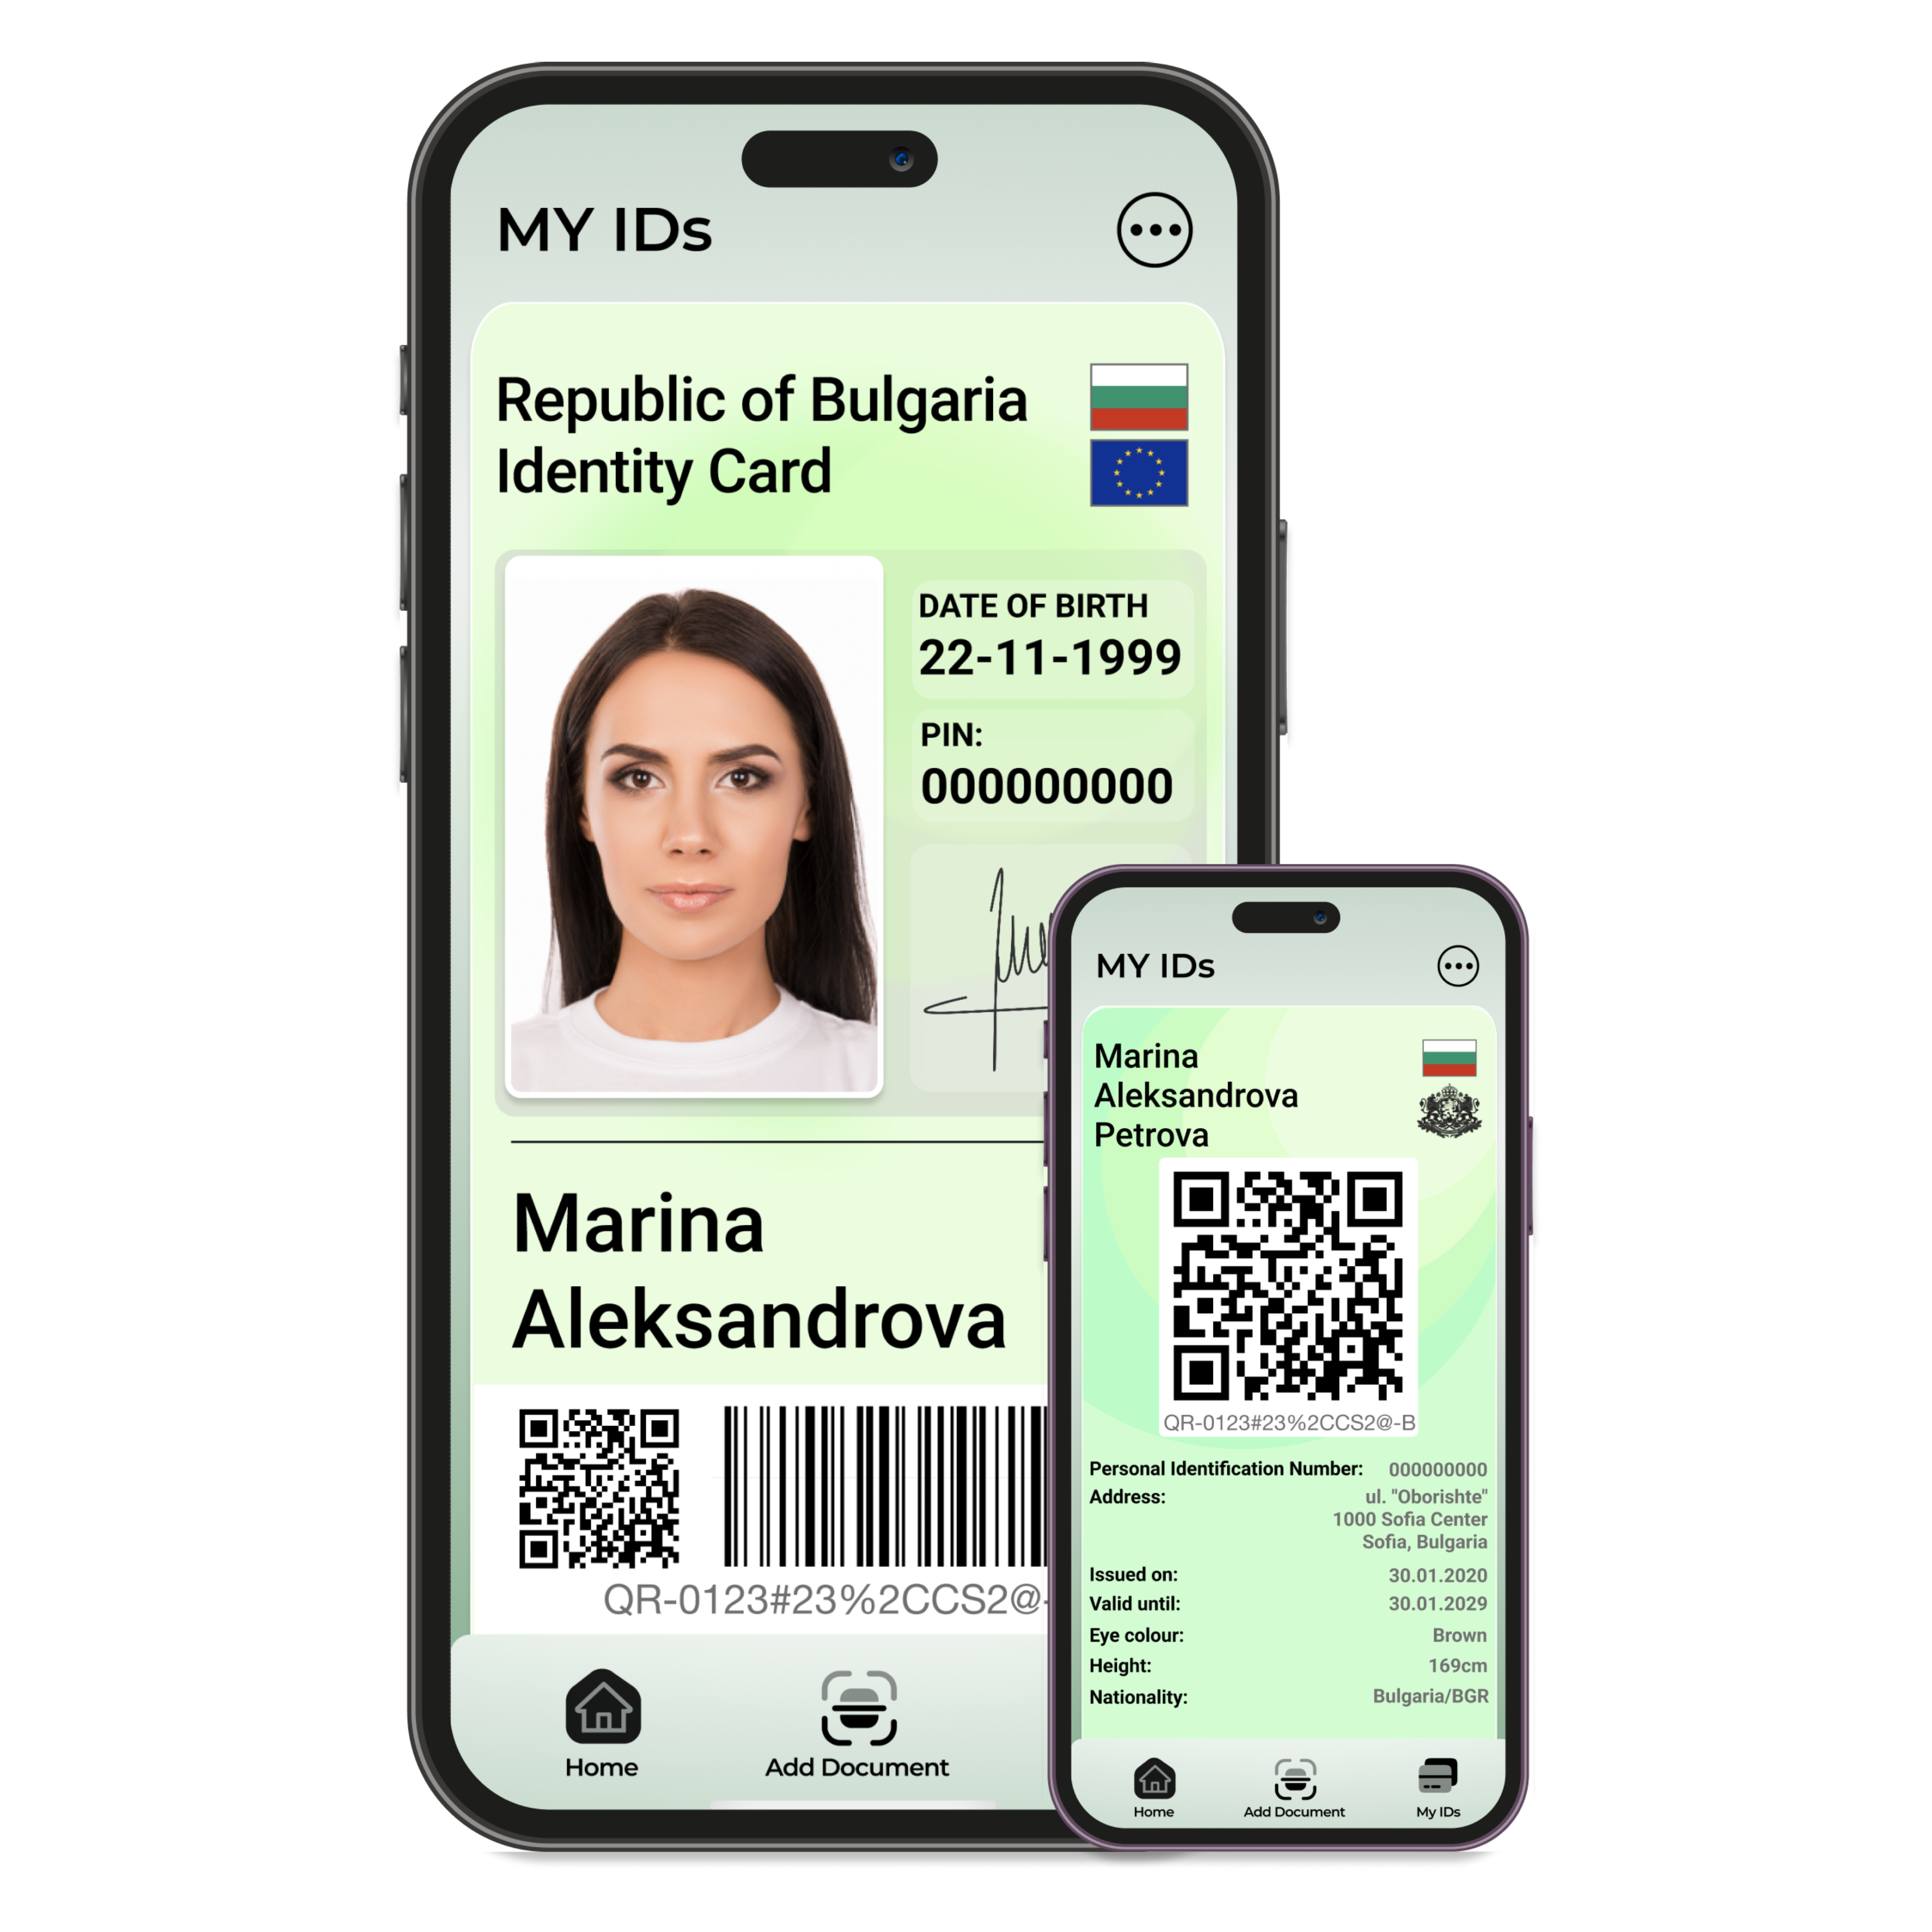 MY IDs
Republic of Bulgaria
Identity Card
DATE OF BIRTH
22-11-1999
PIN:
000000000
Marina
Aleksandrova
QR-0123#23%2CCS2@-
Home
Add Document
MY IDs
Marina
Aleksandrova
Petrova
QR-0123#23%2CCS2@-B
Personal Identification Number: 000000000
Address: ul. "Oborishte"
1000 Sofia Center
Sofia, Bulgaria
Issued on: 30.01.2020
Valid until: 30.01.2029
Eye colour: Brown
Height: 169cm
Nationality: Bulgaria/BGR
Home
Add Document
My IDs